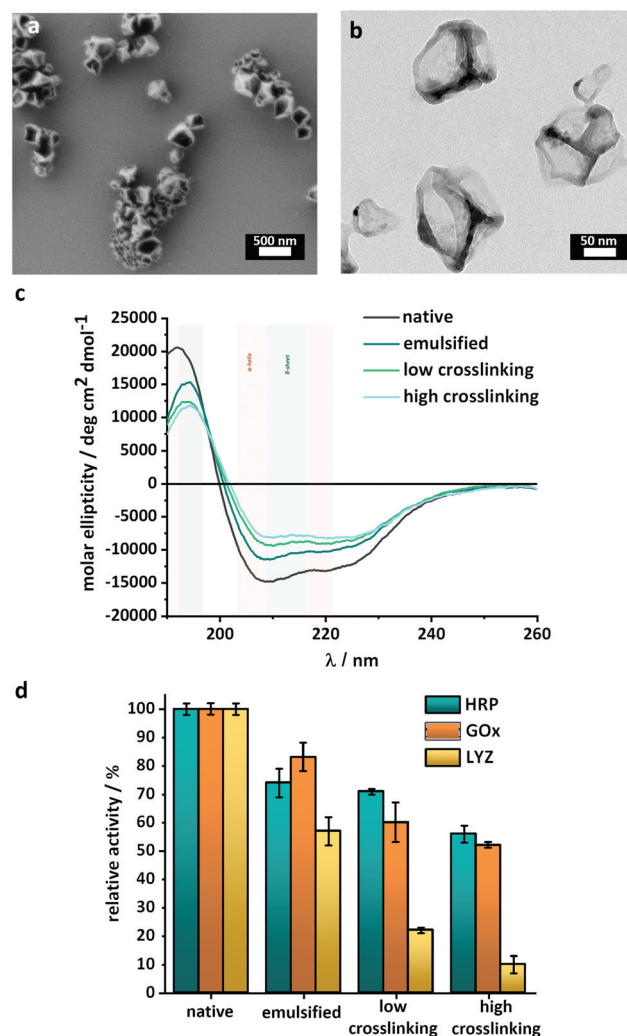 a
500 nm
b
50 nm
c
25000
20000
15000
10000
5000
0
-5000
-10000
-15000
-20000
molar ellipticity / deg cm² dmol⁻¹
α-helix
β-sheet
native
emulsified
low crosslinking
high crosslinking
200
220
240
260
λ / nm
d
100
90
80
70
60
50
40
30
20
10
0
relative activity / %
HRP
GOx
LYZ
native
emulsified
low
crosslinking
high
crosslinking